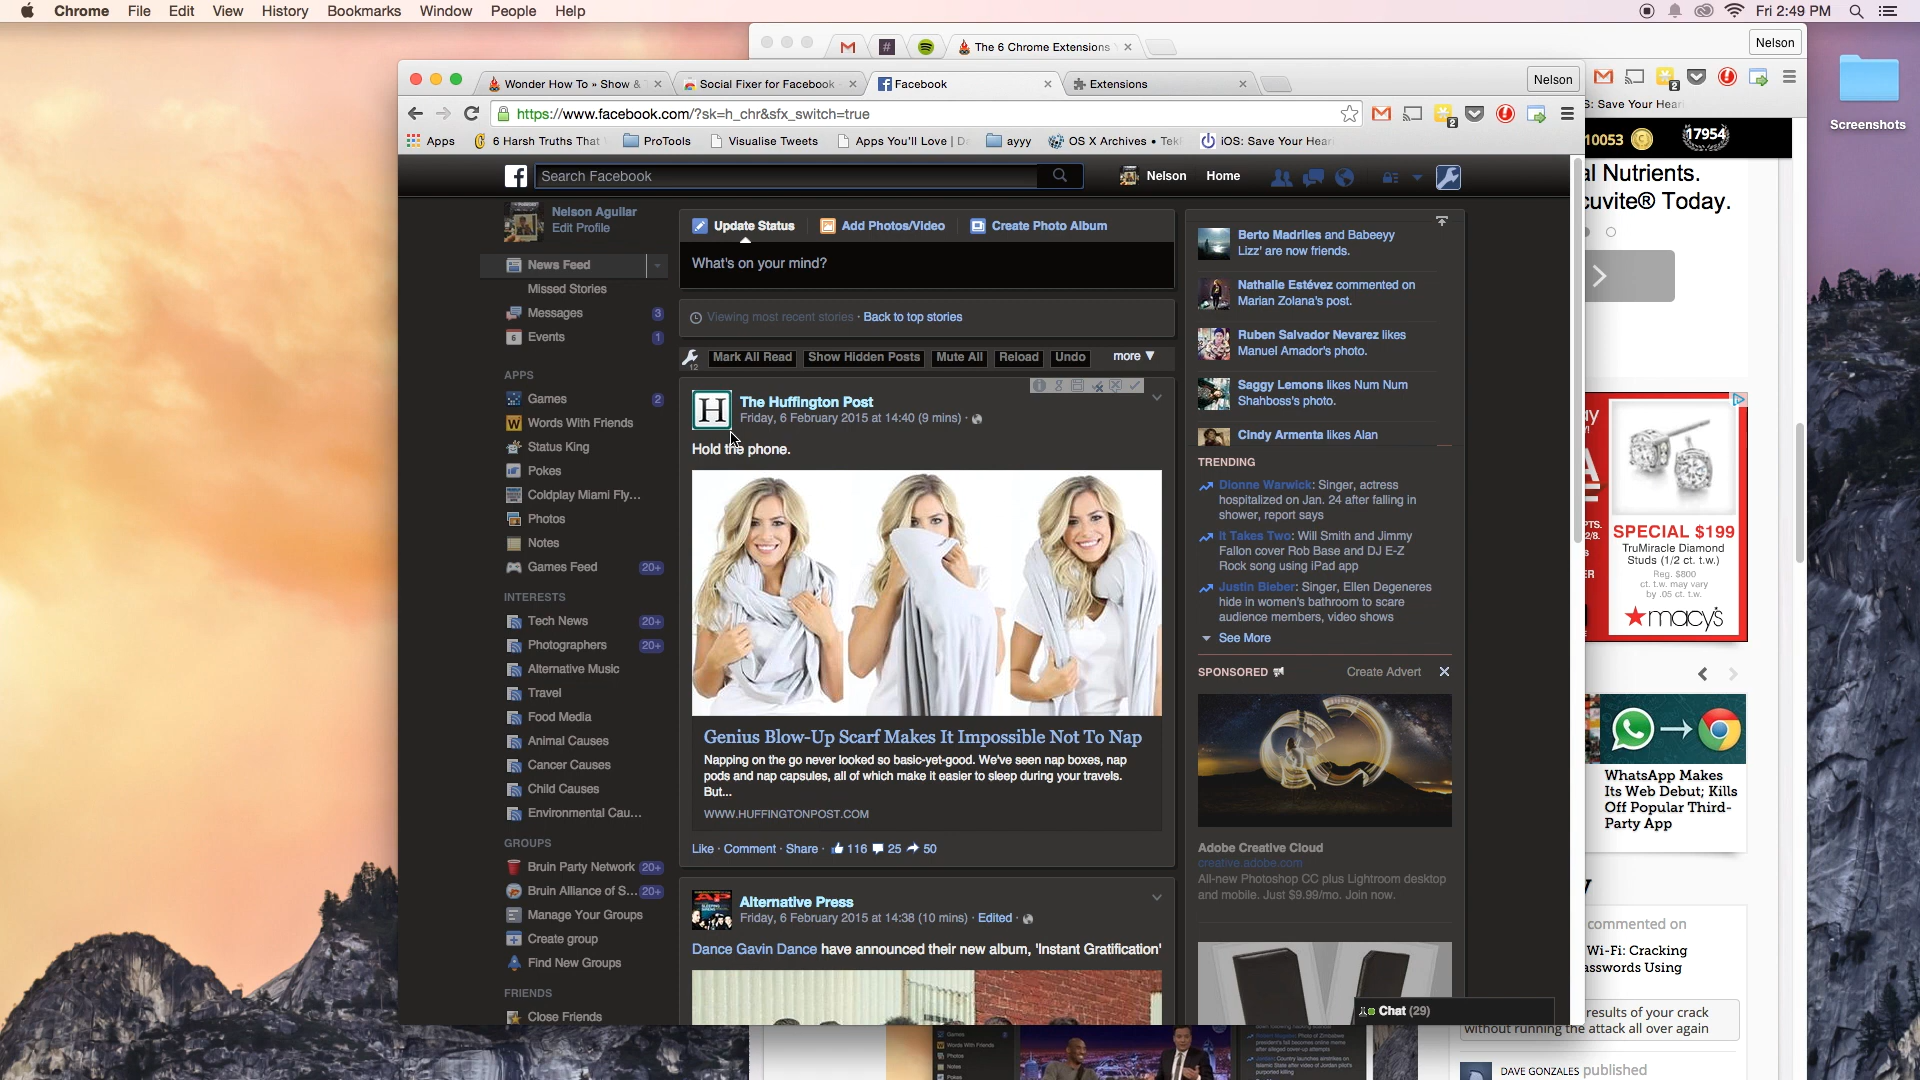 Chrome File Edit View History Bookmarks Window People Help
Fri 2:49 PM
The 6 Chrome Extensions
Nelson
Wonder How To » Show &
Social Fixer for Facebook
Facebook
Extensions
Nelson
https://www.facebook.com/?sk=h_chr&sfx_switch=true
Apps
6 Harsh Truths That
ProTools
Visualise Tweets
Apps You'll Love | D
ayyy
OS X Archives • Tek
iOS: Save Your Hear
S: Save Your Hear
Search Facebook
Nelson
Home
10053
17954
Nelson Aguilar
Edit Profile
News Feed
Missed Stories
Messages 3
Events 1
APPS
Games 2
Words With Friends
Status King
Pokes
Coldplay Miami Fly...
Photos
Notes
Games Feed 20+
INTERESTS
Tech News 20+
Photographers 20+
Alternative Music
Travel
Food Media
Animal Causes
Cancer Causes
Child Causes
Environmental Cau...
GROUPS
Bruin Party Network 20+
Bruin Alliance of S... 20+
Manage Your Groups
Create group
Find New Groups
FRIENDS
Close Friends
Update Status
Add Photos/Video
Create Photo Album
What's on your mind?
Viewing most recent stories · Back to top stories
12
Mark All Read
Show Hidden Posts
Mute All
Reload
Undo
more ▼
H
The Huffington Post
Friday, 6 February 2015 at 14:40 (9 mins) ·
Hold the phone.
Genius Blow-Up Scarf Makes It Impossible Not To Nap
Napping on the go never looked so basic-yet-good. We've seen nap boxes, nap
pods and nap capsules, all of which make it easier to sleep during your travels.
But...
WWW.HUFFINGTONPOST.COM
Like · Comment · Share · 116 25 50
AP
Alternative Press
Friday, 6 February 2015 at 14:38 (10 mins) · Edited ·
Dance Gavin Dance have announced their new album, 'Instant Gratification'
Berto Madriles and Babeeyy
Lizz' are now friends.
Nathalie Estévez commented on
Marian Zolana's post.
Ruben Salvador Nevarez likes
Manuel Amador's photo.
Saggy Lemons likes Num Num
Shahboss's photo.
Cindy Armenta likes Alan
TRENDING
Dionne Warwick: Singer, actress
hospitalized on Jan. 24 after falling in
shower, report says
It Takes Two: Will Smith and Jimmy
Fallon cover Rob Base and DJ E-Z
Rock song using iPad app
Justin Bieber: Singer, Ellen Degeneres
hide in women's bathroom to scare
audience members, video shows
See More
SPONSORED
Create Advert
Adobe Creative Cloud
creative.adobe.com
All-new Photoshop CC plus Lightroom desktop
and mobile. Just $9.99/mo. Join now.
Chat (29)
al Nutrients.
cuvite® Today.
SPECIAL $199
TruMiracle Diamond
Studs (1/2 ct. t.w.)
Reg. $800
ct. t.w. may vary
by .05 ct. t.w.
macy's
WhatsApp Makes
Its Web Debut; Kills
Off Popular Third-
Party App
commented on
Wi-Fi: Cracking
asswords Using
results of your crack
without running the attack all over again
DAVE GONZALES published
Screenshots